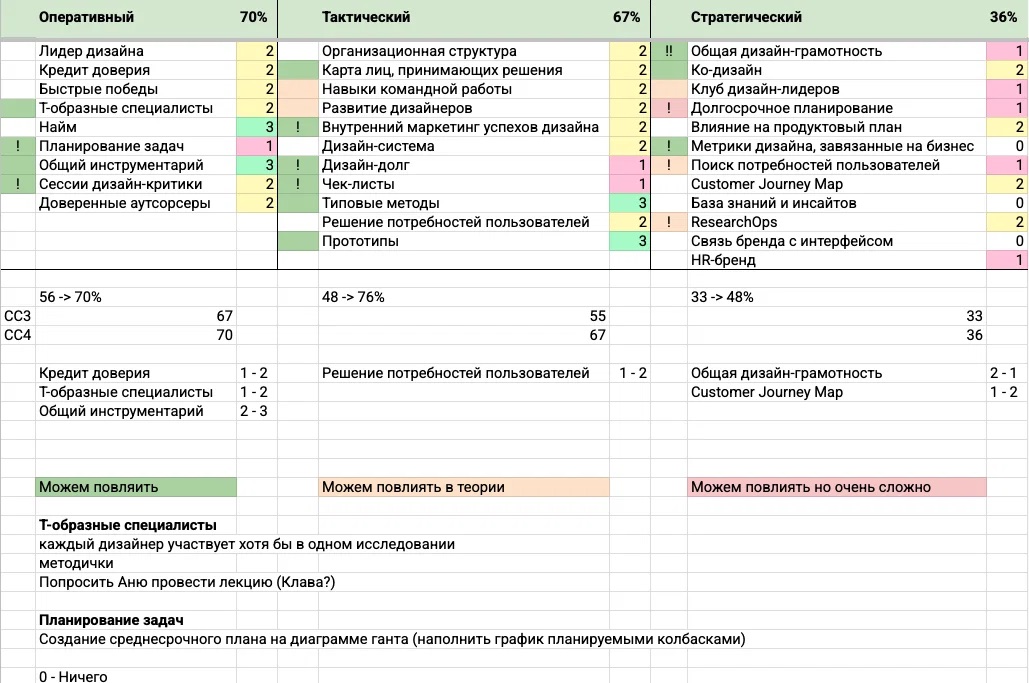 Оперативный 70% Тактический 67% Стратегический 36%
Лидер дизайна 2 Организационная структура 2 !! Общая дизайн-грамотность 1
Кредит доверия 2 Карта лиц, принимающих решения 2 Ко-дизайн 2
Быстрые победы 2 Навыки командной работы 2 Клуб дизайн-лидеров 1
Т-образные специалисты 2 Развитие дизайнеров 2 ! Долгосрочное планирование 1
Найм 3 ! Внутренний маркетинг успехов дизайна 2 Влияние на продуктовый план 2
! Планирование задач 1 Дизайн-система 2 ! Метрики дизайна, завязанные на бизнес 0
Общий инструментарий 3 ! Дизайн-долг 1 ! Поиск потребностей пользователей 1
! Сессии дизайн-критики 2 ! Чек-листы 1 Customer Journey Map 2
Доверенные аутсорсеры 2 Типовые методы 3 База знаний и инсайтов 0
Решение потребностей пользователей 2 ! ResearchOps 2
Прототипы 3 Связь бренда с интерфейсом 0
HR-бренд 1
56 -> 70% 48 -> 76% 33 -> 48%
СС3 67 55 33
СС4 70 67 36
Кредит доверия 1 - 2 Решение потребностей пользователей 1 - 2 Общая дизайн-грамотность 2 - 1
Т-образные специалисты 1 - 2 Customer Journey Map 1 - 2
Общий инструментарий 2 - 3
Можем повляить Можем повлиять в теории Можем повлиять но очень сложно
Т-образные специалисты
каждый дизайнер участвует хотя бы в одном исследовании
методички
Попросить Аню провести лекцию (Клава?)
Планирование задач
Создание среднесрочного плана на диаграмме ганта (наполнить график планируемыми колбасками)
0 - Ничего